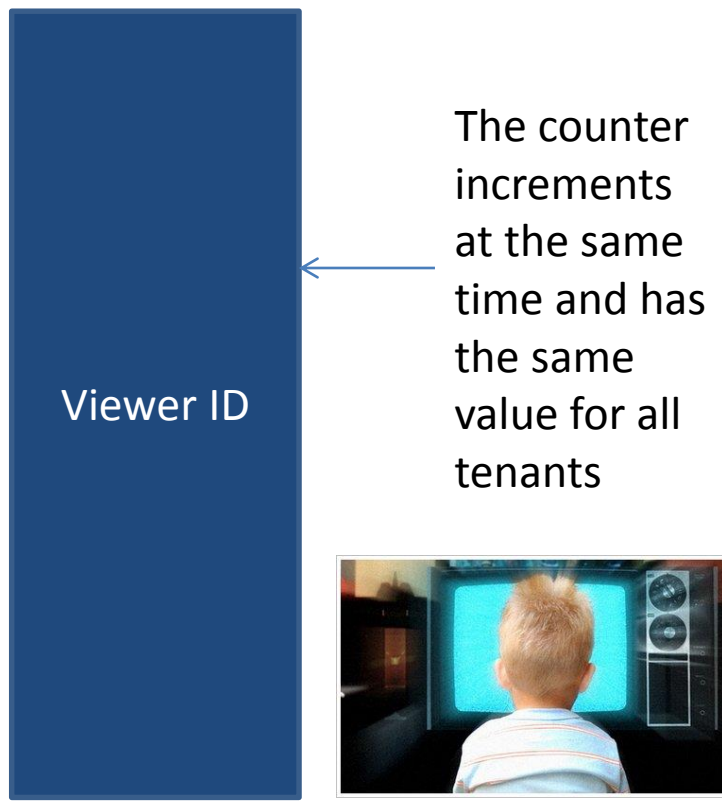 Viewer ID
The counter
increments
at the same
time and has
the same
value for all
tenants